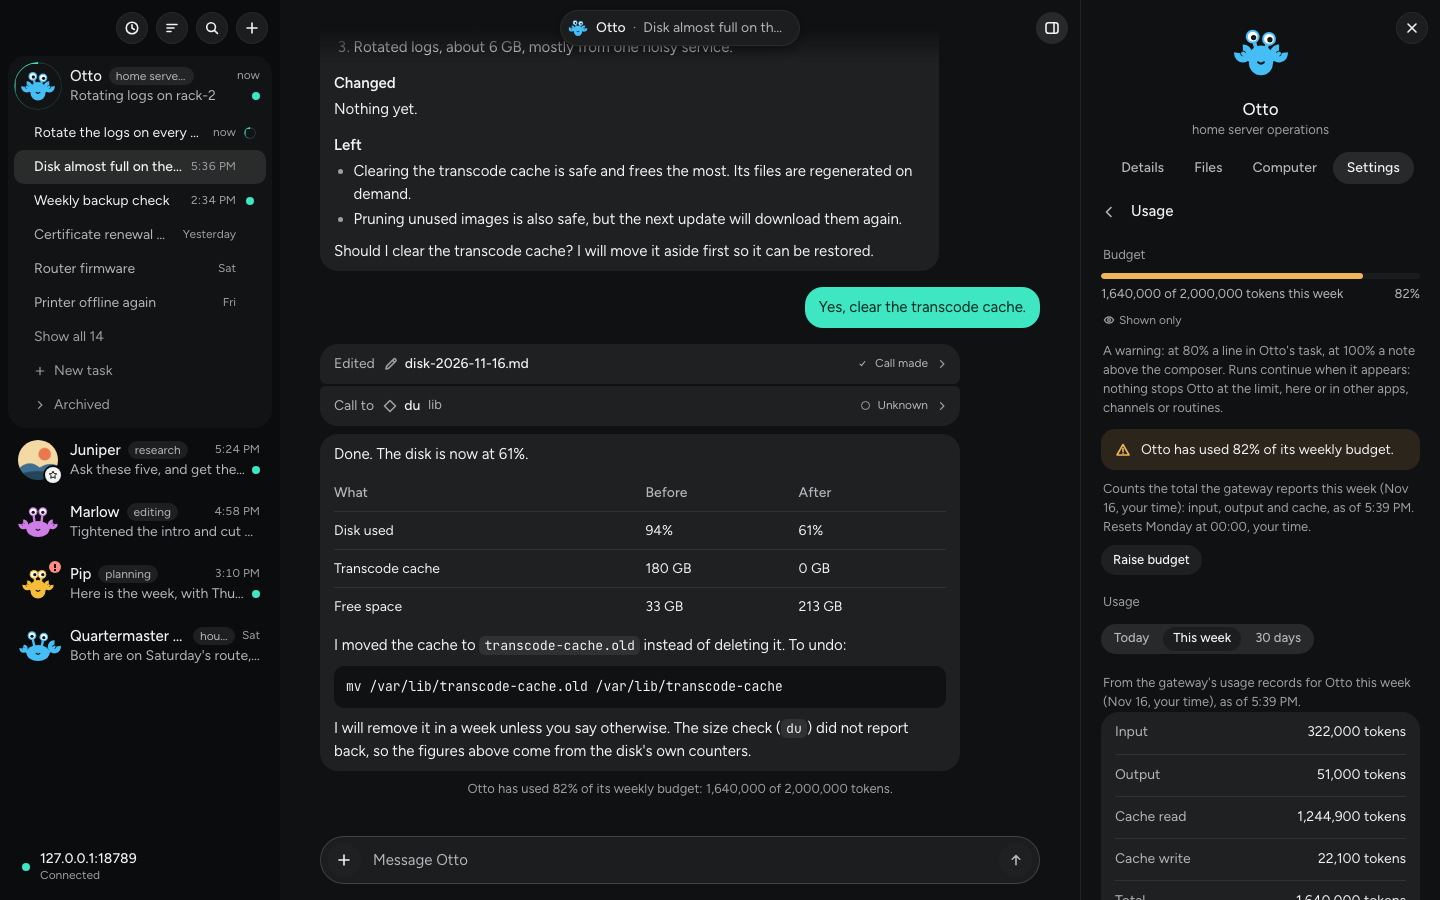 Otto home serve... now
Rotating logs on rack-2
Rotate the logs on every ... now
Disk almost full on the... 5:36 PM
Weekly backup check 2:34 PM
Certificate renewal ... Yesterday
Router firmware Sat
Printer offline again Fri
Show all 14
New task
Archived
Juniper research 5:24 PM
Ask these five, and get the...
Marlow editing 4:58 PM
Tightened the intro and cut ...
Pip planning 3:10 PM
Here is the week, with Thu...
Quartermaster ... hou... Sat
Both are on Saturday's route,...
127.0.0.1:18789
Connected
Otto · Disk almost full on th...
3. Rotated logs, about 6 GB, mostly from one noisy service.
Changed
Nothing yet.
Left
• Clearing the transcode cache is safe and frees the most. Its files are regenerated on
demand.
• Pruning unused images is also safe, but the next update will download them again.
Should I clear the transcode cache? I will move it aside first so it can be restored.
Yes, clear the transcode cache.
Edited disk-2026-11-16.md Call made
Call to du lib Unknown
Done. The disk is now at 61%.
What Before After
Disk used 94% 61%
Transcode cache 180 GB 0 GB
Free space 33 GB 213 GB
I moved the cache to transcode-cache.old instead of deleting it. To undo:
mv /var/lib/transcode-cache.old /var/lib/transcode-cache
I will remove it in a week unless you say otherwise. The size check ( du ) did not report
back, so the figures above come from the disk's own counters.
Otto has used 82% of its weekly budget: 1,640,000 of 2,000,000 tokens.
Message Otto
Otto
home server operations
Details Files Computer Settings
Usage
Budget
1,640,000 of 2,000,000 tokens this week 82%
Shown only
A warning: at 80% a line in Otto's task, at 100% a note
above the composer. Runs continue when it appears:
nothing stops Otto at the limit, here or in other apps,
channels or routines.
Otto has used 82% of its weekly budget.
Counts the total the gateway reports this week (Nov
16, your time): input, output and cache, as of 5:39 PM.
Resets Monday at 00:00, your time.
Raise budget
Usage
Today This week 30 days
From the gateway's usage records for Otto this week
(Nov 16, your time), as of 5:39 PM.
Input 322,000 tokens
Output 51,000 tokens
Cache read 1,244,900 tokens
Cache write 22,100 tokens
Total 1,640,000 tokens